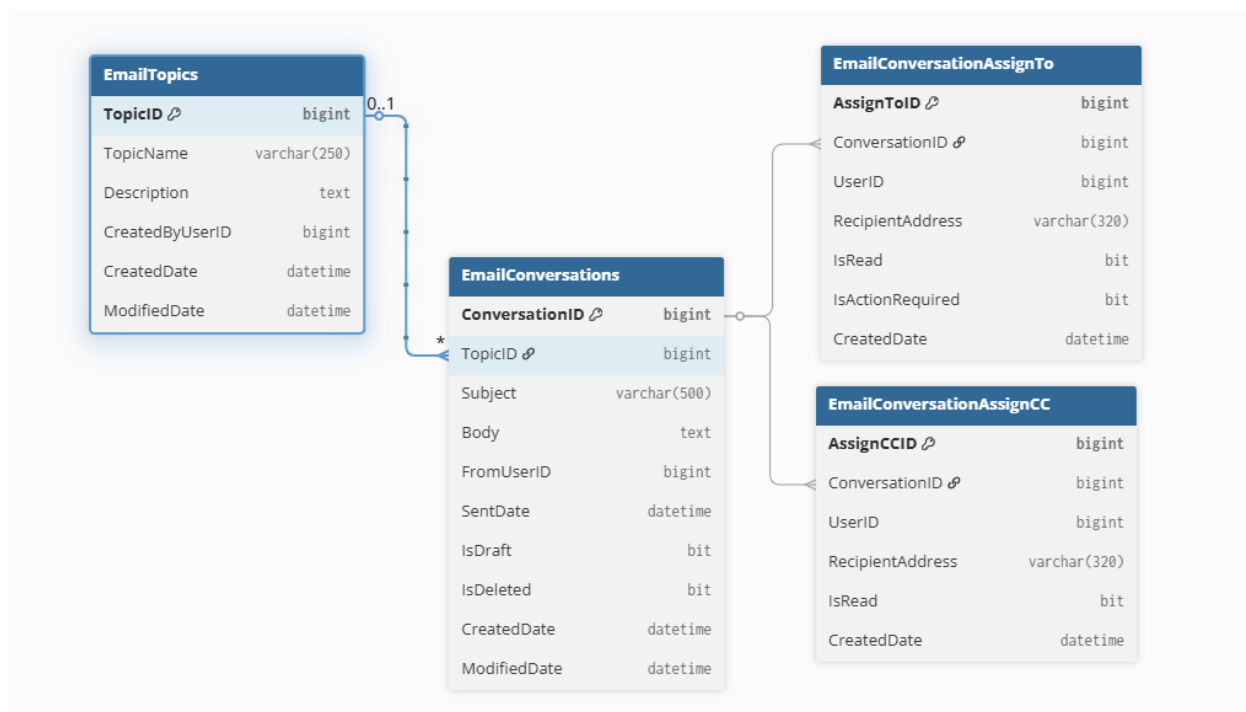 EmailTopics
TopicID bigint
TopicName varchar(250)
Description text
CreatedByUserID bigint
CreatedDate datetime
ModifiedDate datetime
0..1
*
EmailConversations
ConversationID bigint
TopicID bigint
Subject varchar(500)
Body text
FromUserID bigint
SentDate datetime
IsDraft bit
IsDeleted bit
CreatedDate datetime
ModifiedDate datetime
EmailConversationAssignTo
AssignToID bigint
ConversationID bigint
UserID bigint
RecipientAddress varchar(320)
IsRead bit
IsActionRequired bit
CreatedDate datetime
EmailConversationAssignCC
AssignCCID bigint
ConversationID bigint
UserID bigint
RecipientAddress varchar(320)
IsRead bit
CreatedDate datetime